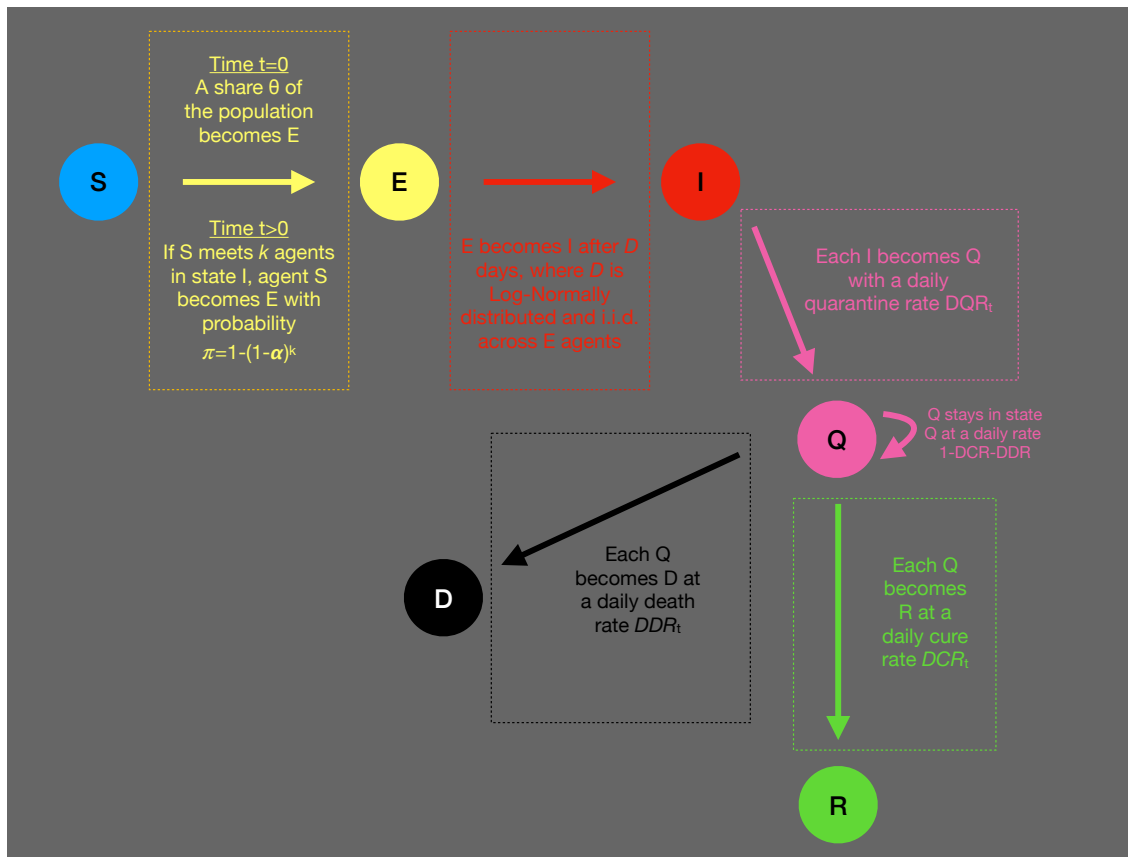 Time t=0
A share θ of
the population
becomes E
S
E
I
Time t>0
If S meets k agents
in state I, agent S
becomes E with
probability
π=1-(1-α)ᵏ
E becomes I after D
days, where D is
Log-Normally
distributed and i.i.d.
across E agents
Each I becomes Q
with a daily
quarantine rate DQRₜ
Q
Q stays in state
Q at a daily rate
1-DCR-DDR
Each Q
becomes D at
a daily death
rate DDRₜ
D
Each Q
becomes
R at a
daily cure
rate DCRₜ
R